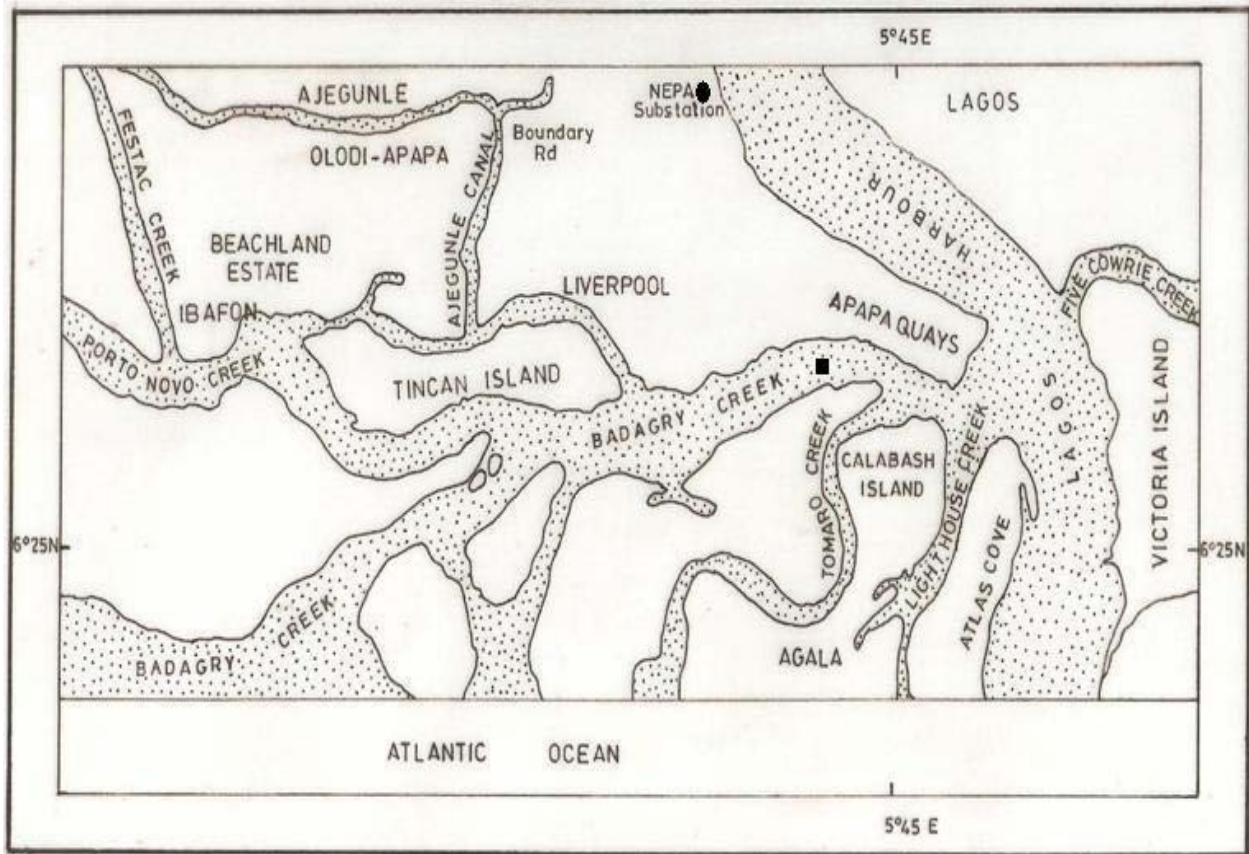 5°45E
AJEGUNLE
NEPA
Substation
LAGOS
FESTAC CREEK
OLODI-APAPA
Boundary
Rd
AJEGUNLE CANAL
HARBOUR
BEACHLAND
ESTATE
LIVERPOOL
FIVE COWRIE CREEK
IBAFON
APAPA QUAYS
PORTO NOVO CREEK
TINCAN ISLAND
BADAGRY CREEK
LAGOS
VICTORIA ISLAND
TOMARO CREEK
CALABASH
ISLAND
LIGHT HOUSE CREEK
6°25N
6°25N
ATLAS COVE
BADAGRY CREEK
AGALA
ATLANTIC OCEAN
5°45 E